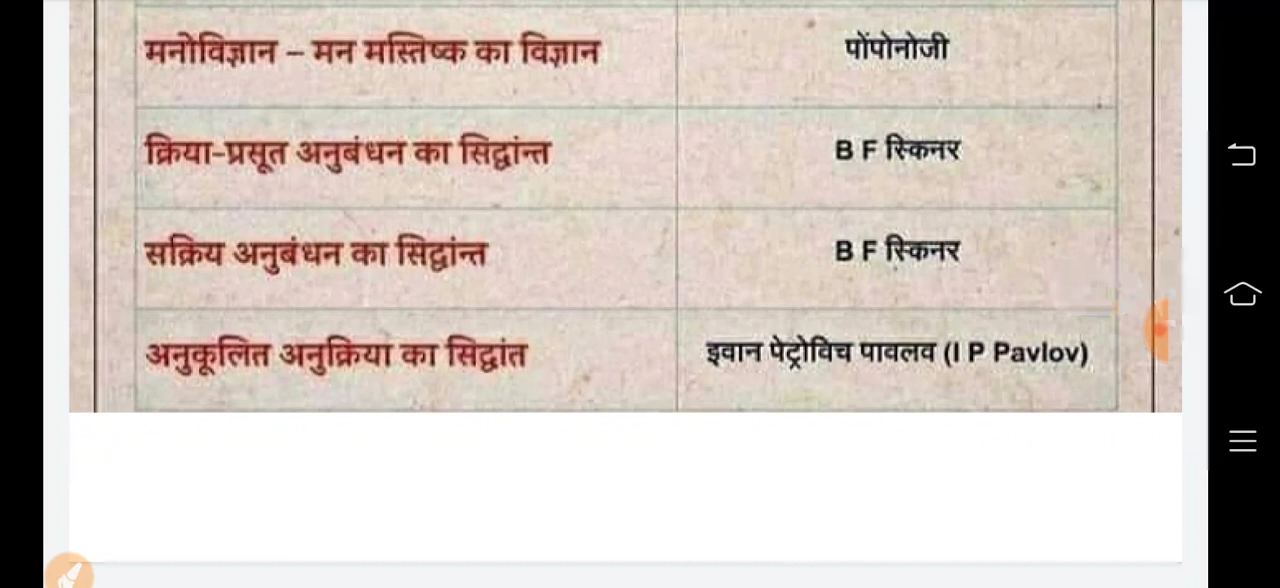 मनोविज्ञान – मन मस्तिष्क का विज्ञान पोंपोनोजी
क्रिया-प्रसूत अनुबंधन का सिद्धांन्त B F स्किनर
सक्रिय अनुबंधन का सिद्धांन्त B F स्किनर
अनुकूलित अनुक्रिया का सिद्धांत इवान पेट्रोविच पावलव (I P Pavlov)